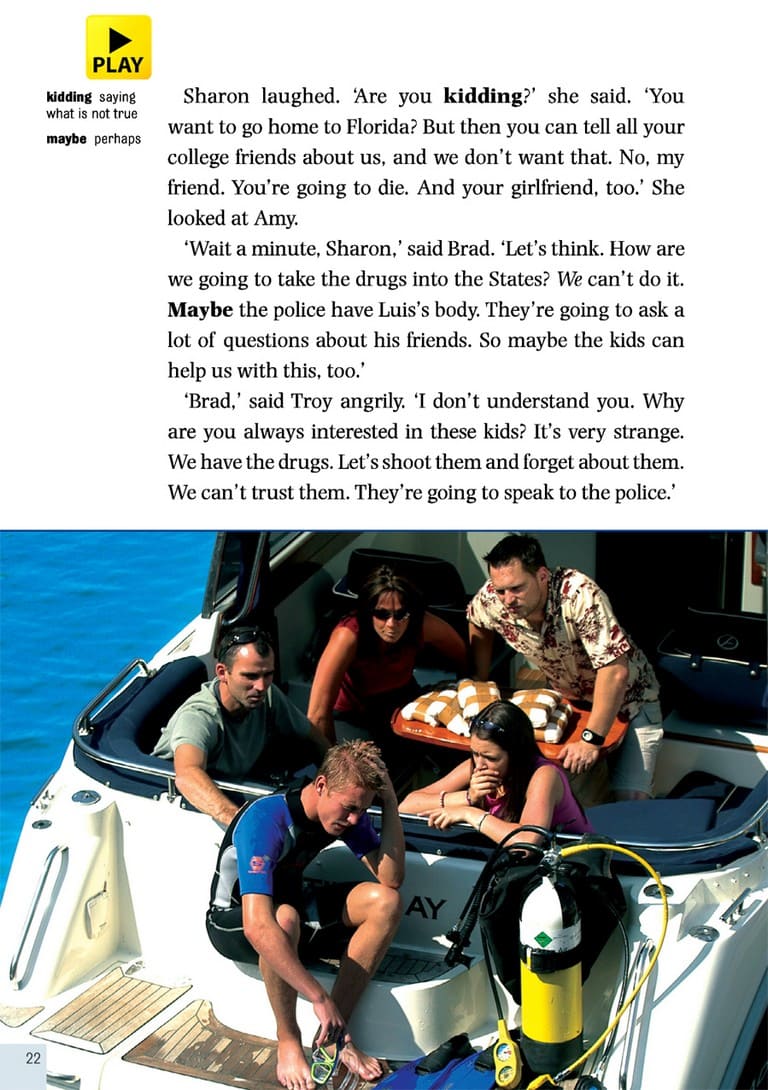 PLAY
kidding saying
what is not true
maybe perhaps
Sharon laughed. ‘Are you kidding?’ she said. ‘You
want to go home to Florida? But then you can tell all your
college friends about us, and we don’t want that. No, my
friend. You’re going to die. And your girlfriend, too.’ She
looked at Amy.
‘Wait a minute, Sharon,’ said Brad. ‘Let’s think. How are
we going to take the drugs into the States? We can’t do it.
Maybe the police have Luis’s body. They’re going to ask a
lot of questions about his friends. So maybe the kids can
help us with this, too.’
‘Brad,’ said Troy angrily. ‘I don’t understand you. Why
are you always interested in these kids? It’s very strange.
We have the drugs. Let’s shoot them and forget about them.
We can’t trust them. They’re going to speak to the police.’
AY
22